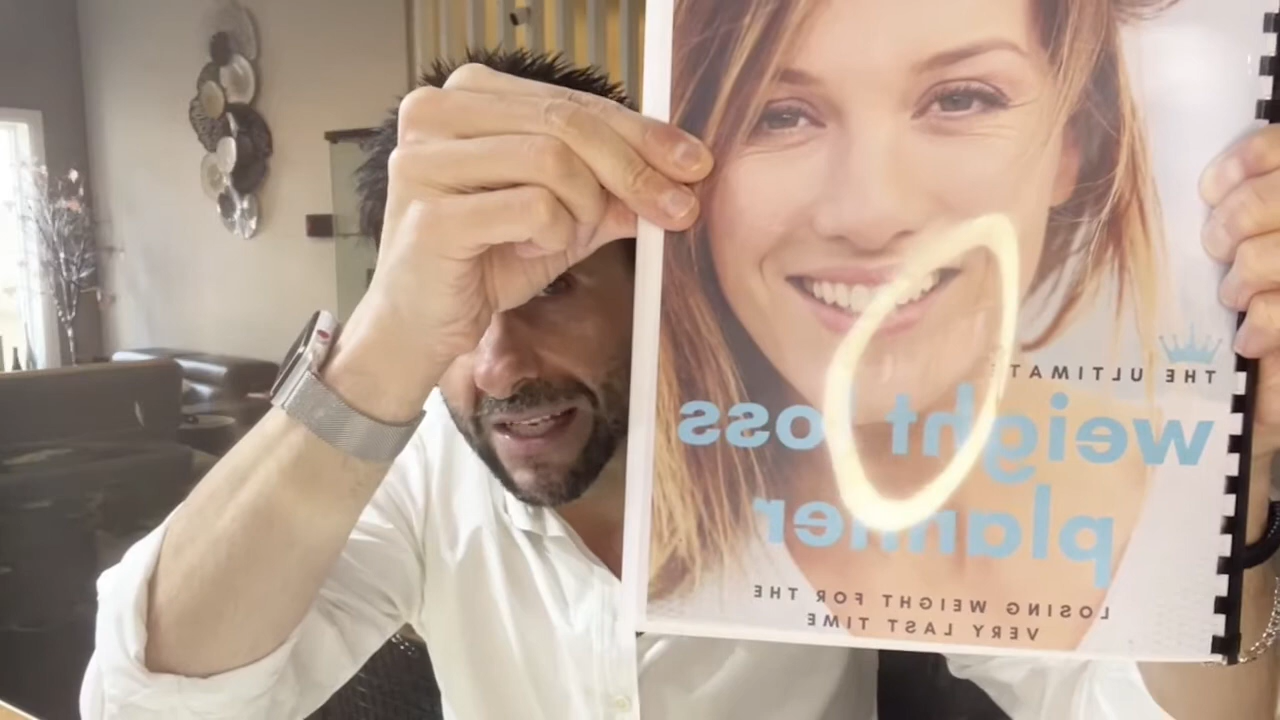 THE ULTIMATE
weight loss
planner
LOSING WEIGHT FOR THE
VERY LAST TIME